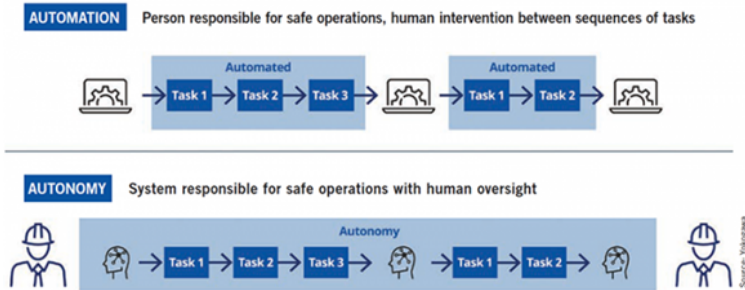 AUTOMATION Person responsible for safe operations, human intervention between sequences of tasks
Automated Automated
Task 1 Task 2 Task 3 Task 1 Task 2
AUTONOMY System responsible for safe operations with human oversight
Autonomy
Task 1 Task 2 Task 3 Task 1 Task 2
Source: Yokogawa